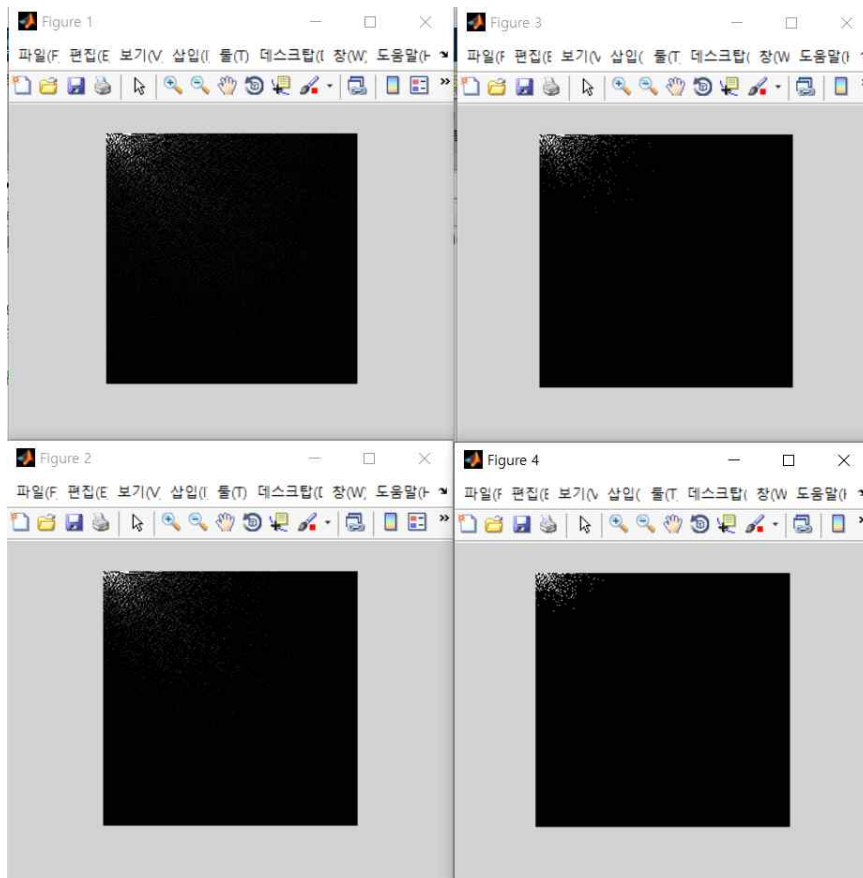 Figure 1
파일(F 편집(E 보기(V 삽입(I 툴(T) 데스크탑(D 창(W 도움말(H
Figure 3
파일(F 편집(E 보기(V 삽입( 툴(T 데스크탑( 창(W 도움말(H
Figure 2
파일(F 편집(E 보기(V 삽입(I 툴(T) 데스크탑(D 창(W 도움말(H
Figure 4
파일(F 편집(E 보기(V 삽입( 툴(T 데스크탑( 창(W 도움말(H